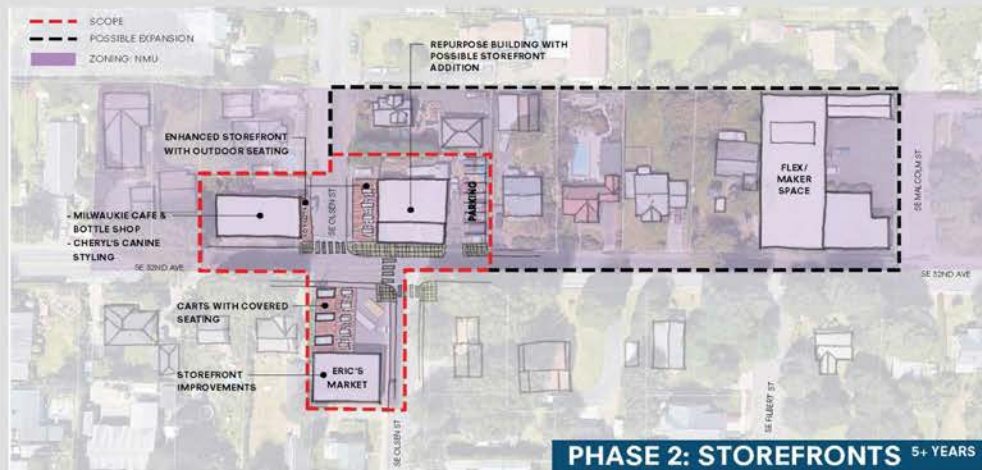 SCOPE
POSSIBLE EXPANSION
ZONING: NMU
REPURPOSE BUILDING WITH
POSSIBLE STOREFRONT
ADDITION
ENHANCED STOREFRONT
WITH OUTDOOR SEATING
SE OLSEN ST
PARKING
FLEX/
MAKER
SPACE
SE MALCOLM ST
- MILWAUKIE CAFE &
BOTTLE SHOP
- CHERYL'S CANINE
STYLING
SE 32ND AVE
SE 32ND AVE
CARTS WITH COVERED
SEATING
STOREFRONT
IMPROVEMENTS
ERIC'S
MARKET
SE OLSEN ST
SE FILBERT ST
PHASE 2: STOREFRONTS 5+ YEARS